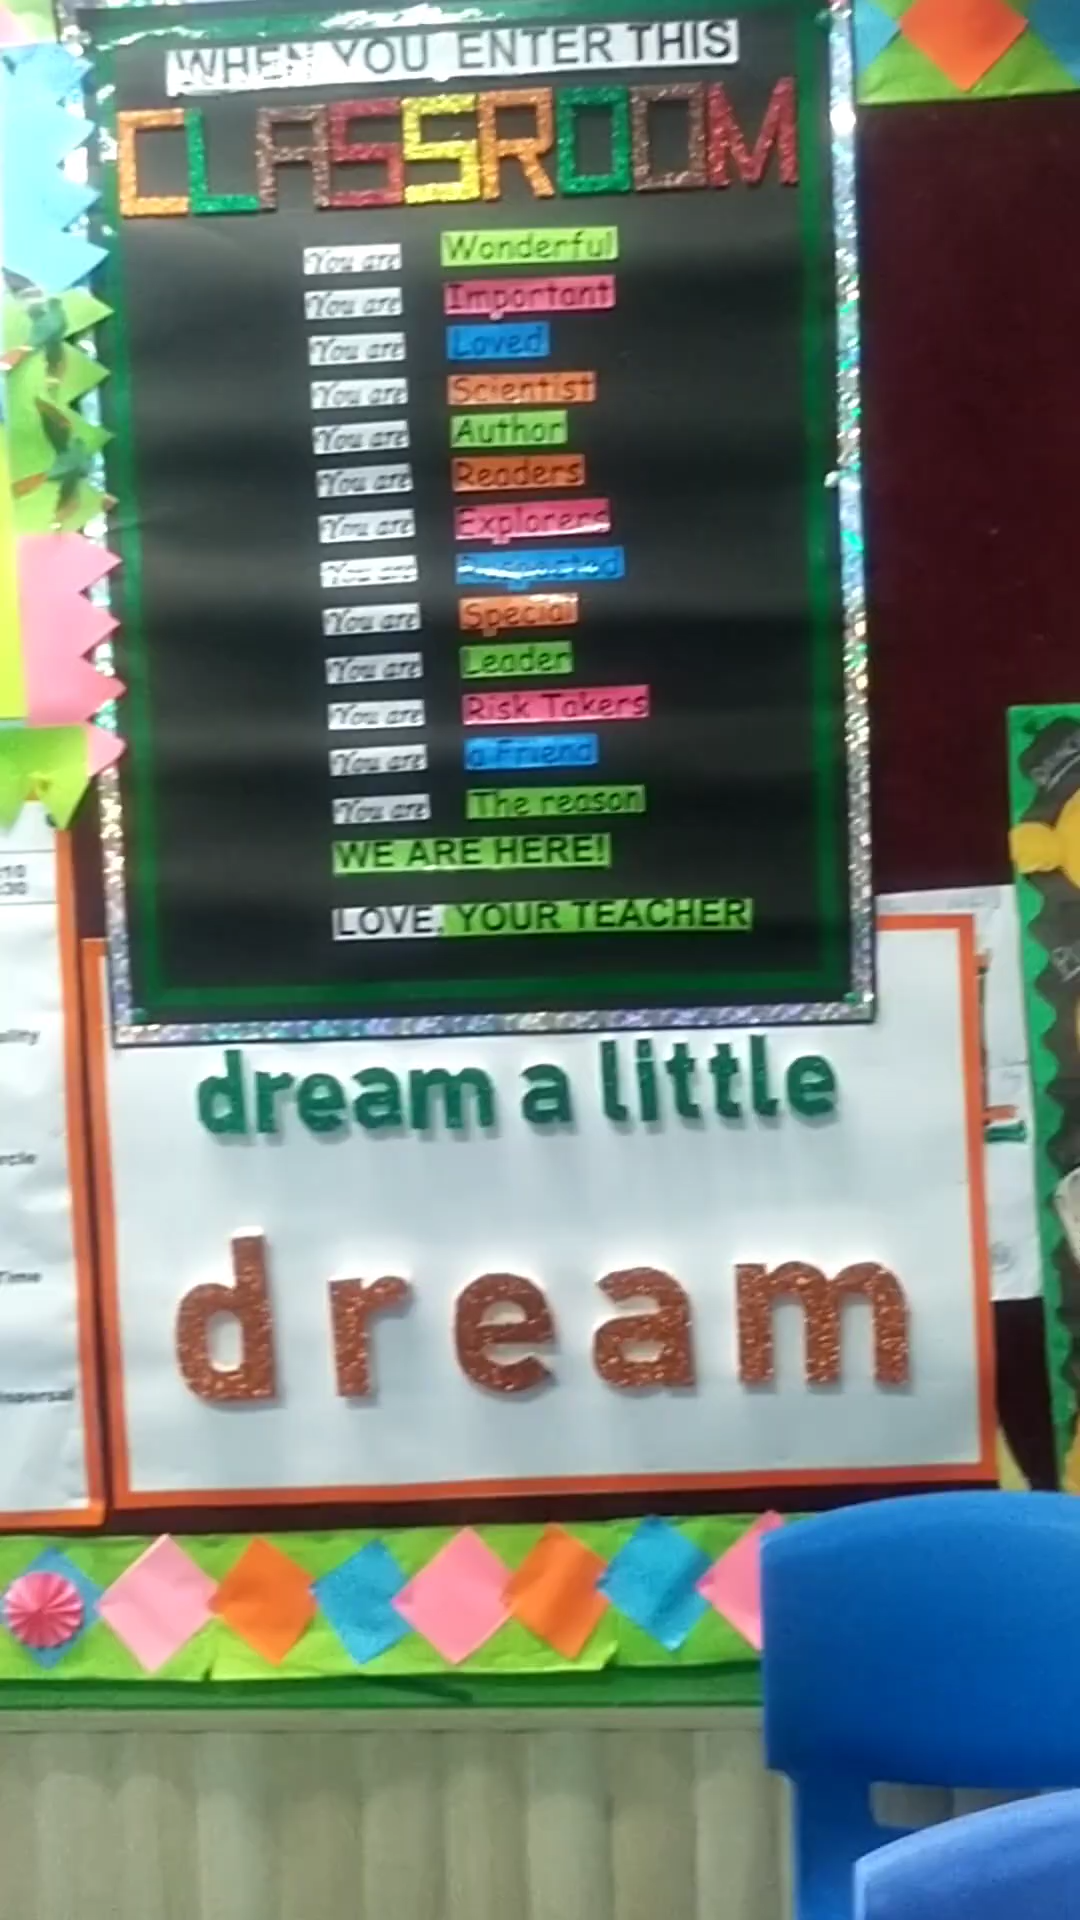 WHEN YOU ENTER THIS
CLASSROOM
You are Wonderful
You are Important
You are Loved
You are Scientist
You are Author
You are Readers
You are Explorers
You are Respected
You are Special
You are Leader
You are Risk Takers
You are a Friend
You are The reason
WE ARE HERE!
LOVE, YOUR TEACHER
dream a little
dream